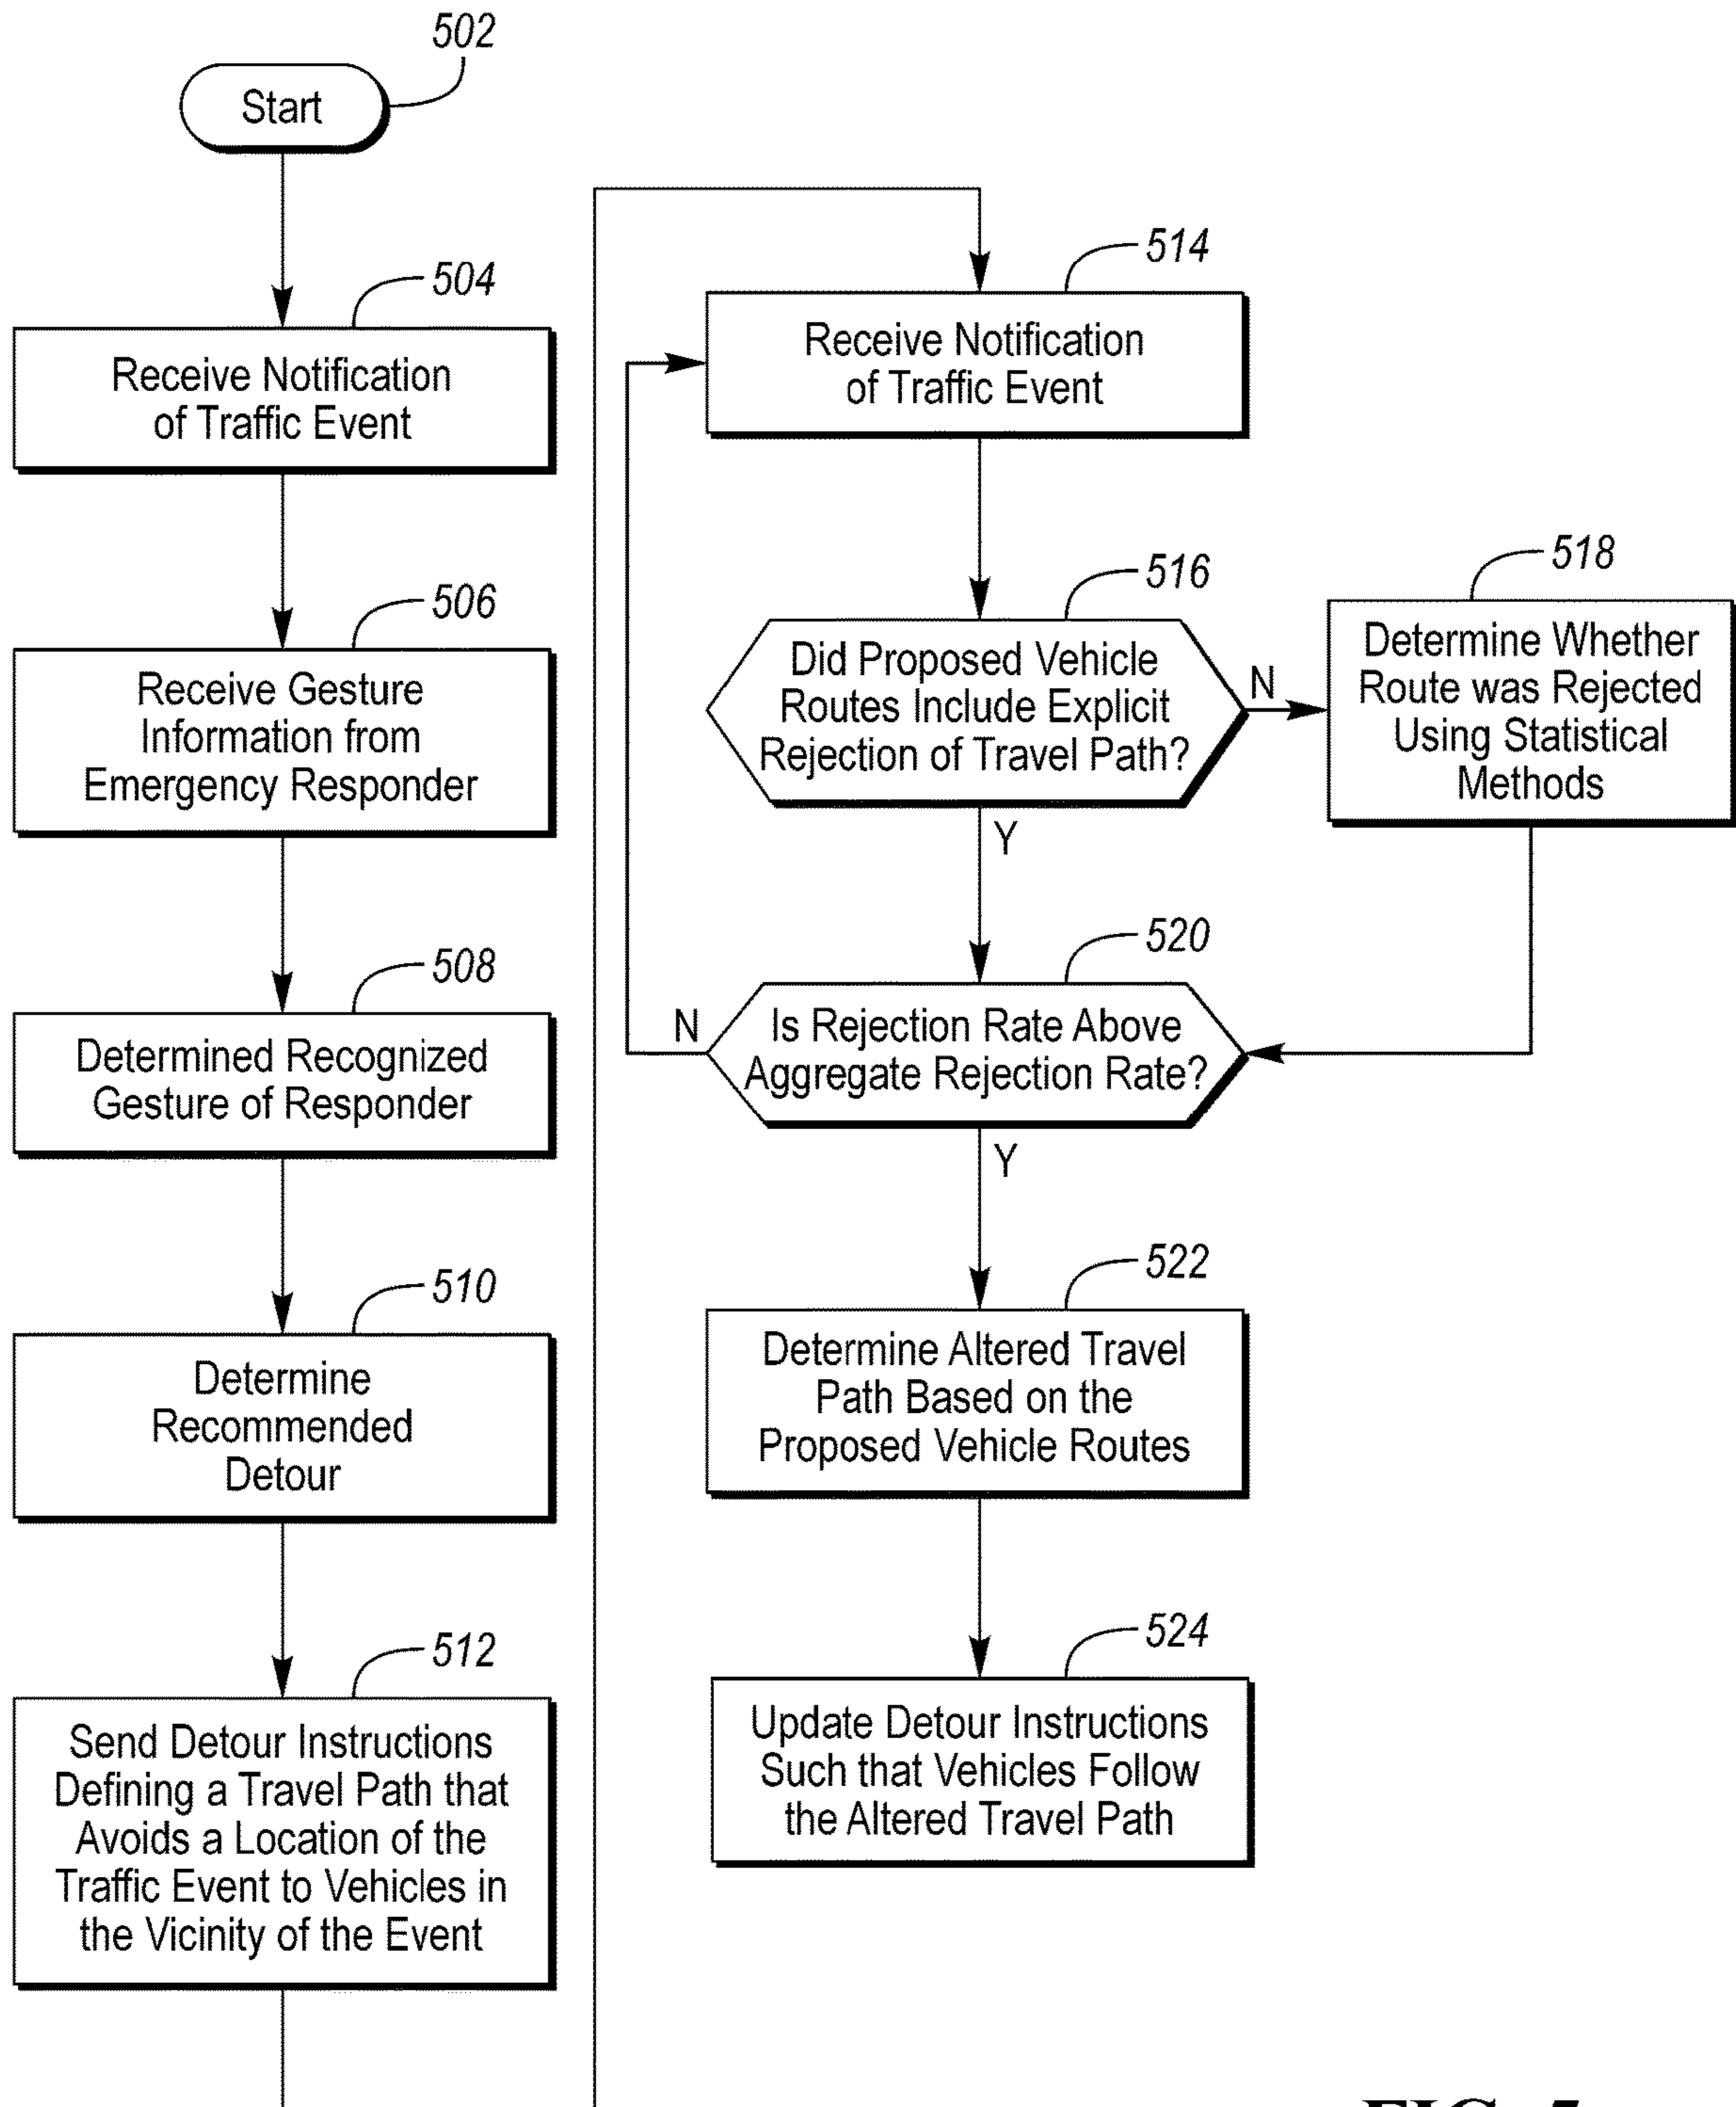 502
Start
504
Receive Notification
of Traffic Event
506
Receive Gesture
Information from
Emergency Responder
508
Determined Recognized
Gesture of Responder
510
Determine
Recommended
Detour
512
Send Detour Instructions
Defining a Travel Path that
Avoids a Location of the
Traffic Event to Vehicles in
the Vicinity of the Event
514
Receive Notification
of Traffic Event
516
Did Proposed Vehicle
Routes Include Explicit
Rejection of Travel Path?
N
Y
518
Determine Whether
Route was Rejected
Using Statistical
Methods
520
Is Rejection Rate Above
Aggregate Rejection Rate?
N
Y
522
Determine Altered Travel
Path Based on the
Proposed Vehicle Routes
524
Update Detour Instructions
Such that Vehicles Follow
the Altered Travel Path